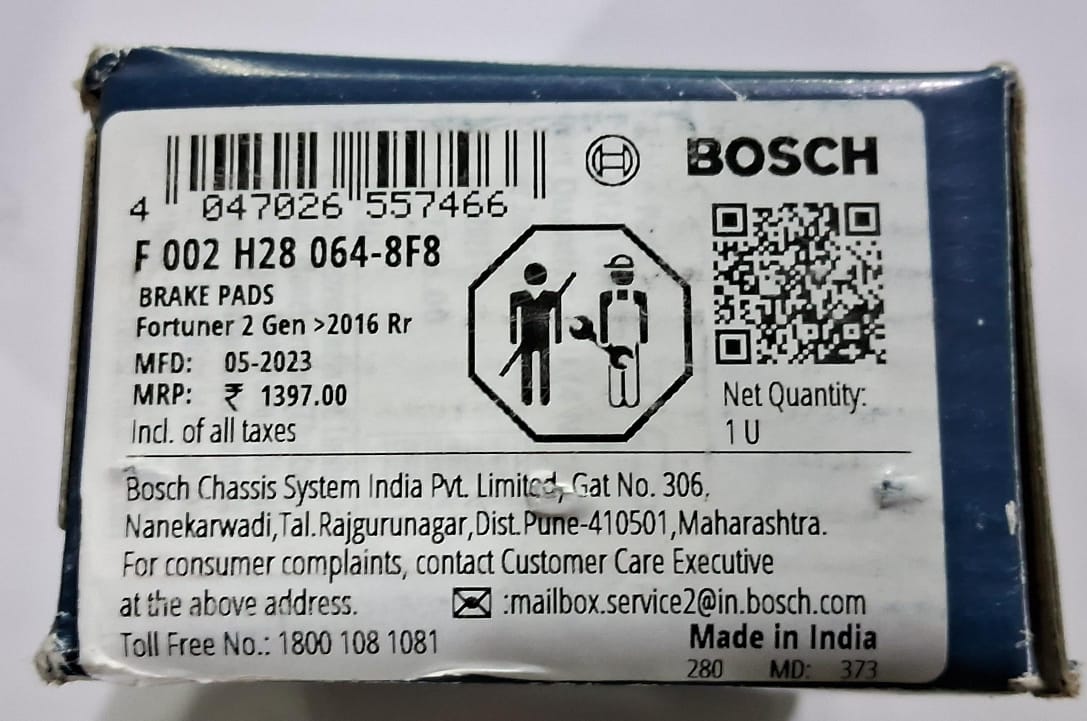 BOSCH
4 047026 557466
F 002 H28 064-8F8
BRAKE PADS
Fortuner 2 Gen >2016 Rr
MFD: 05-2023
MRP: ₹ 1397.00
Incl. of all taxes
Net Quantity:
1 U
Bosch Chassis System India Pvt. Limited, Gat No. 306,
Nanekarwadi,Tal.Rajgurunagar,Dist.Pune-410501,Maharashtra.
For consumer complaints, contact Customer Care Executive
at the above address. :mailbox.service2@in.bosch.com
Toll Free No.: 1800 108 1081
Made in India
280 MD: 373